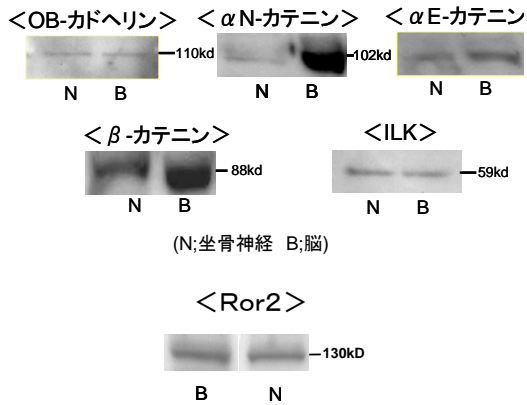 <OB-カドヘリン>
110kd
N B
<αN-カテニン>
102kd
N B
<αE-カテニン>
N B
<β-カテニン>
88kd
N B
<ILK>
59kd
N B
(N;坐骨神経 B;脳)
<Ror2>
130kD
B N